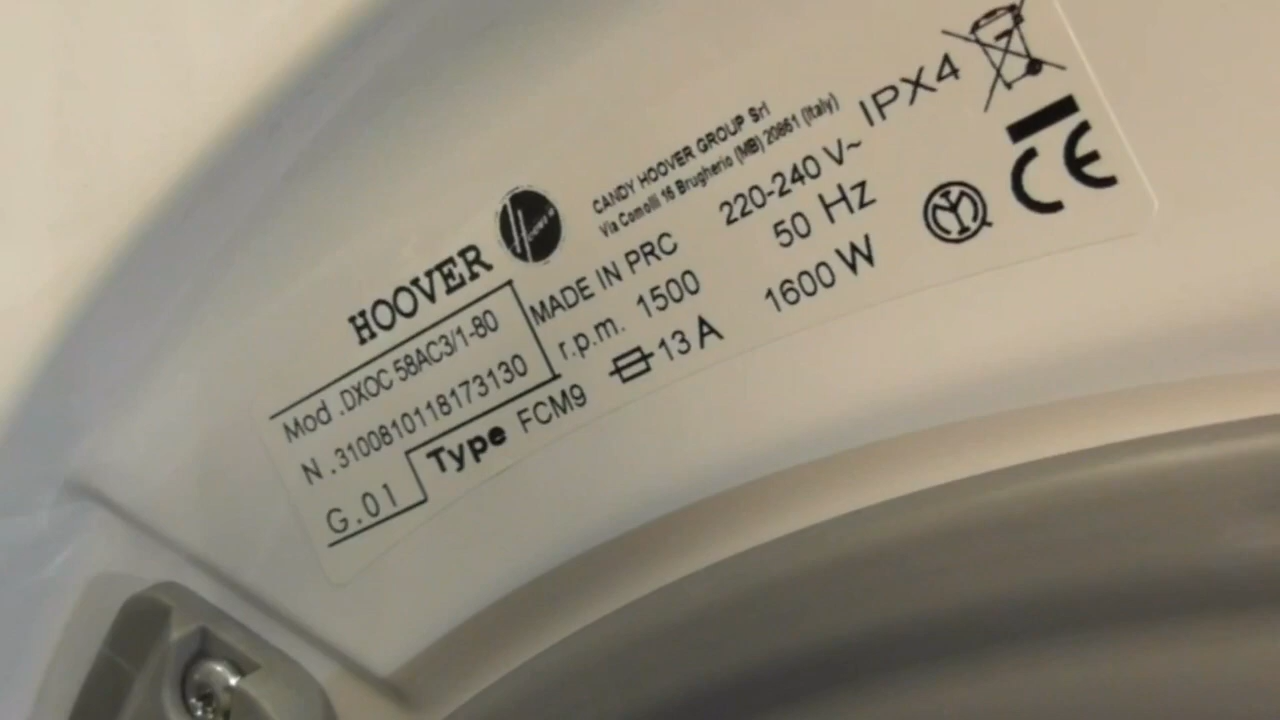 HOOVER
CANDY HOOVER GROUP Srl
Via Comolli 16 Brugherio (MB) 20861 (Italy)
Mod .DXOC 58AC3/1-80
N .3100810118173130
G.01
Type FCM9
MADE IN PRC
r.p.m. 1500
13 A
220-240 V~
50 Hz
1600 W
IPX4
CE